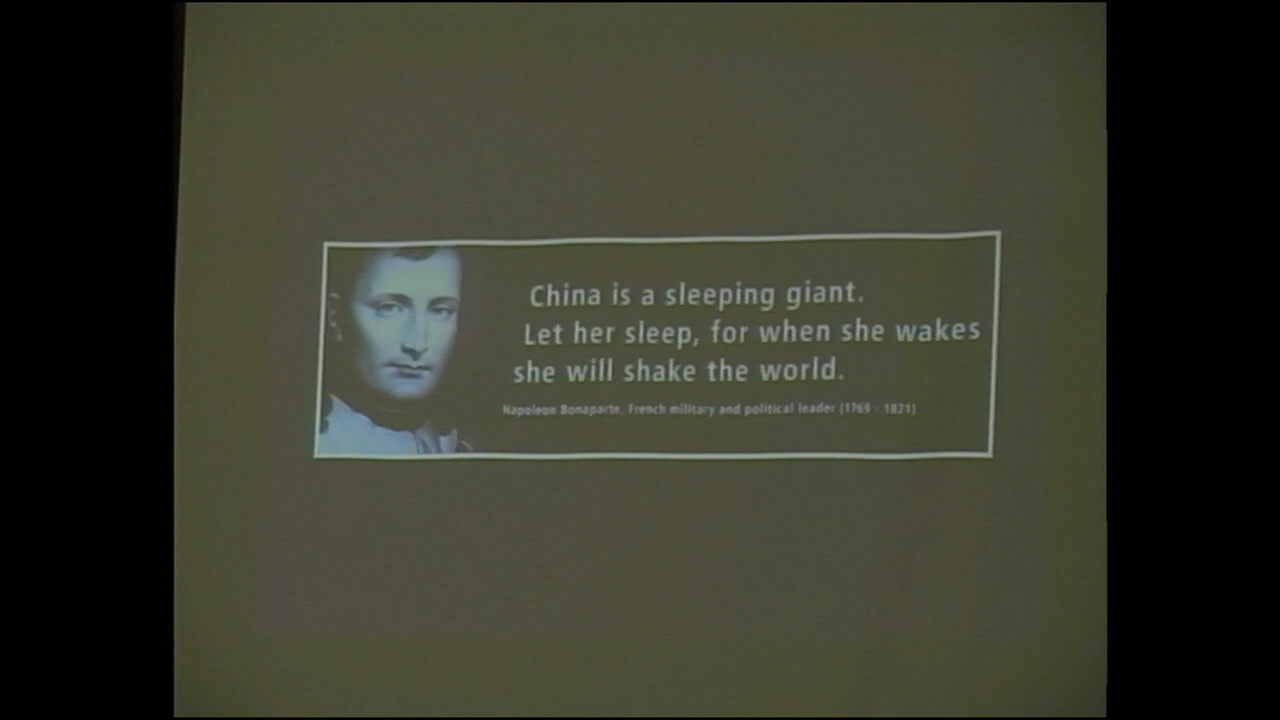 China is a sleeping giant.
Let her sleep, for when she wakes
she will shake the world.
Napoleon Bonaparte, French military and political leader (1769 - 1821)